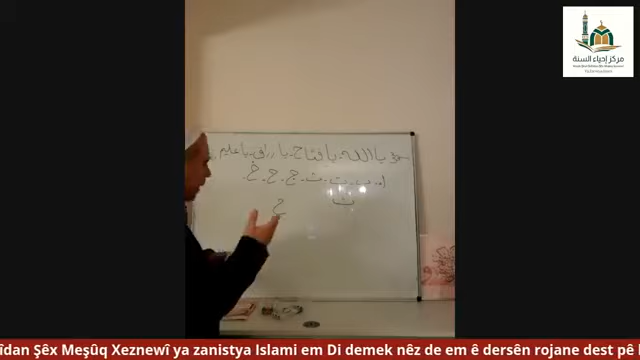 مركز إحياء السنة
يا الله - يا فتاح - يا رزاق - يا عليم
ا - ب - ت - ث - ج - ح - خ
ث ح
îdan Şêx Meşûq Xeznewî ya zanistya Islami em Di demek nêz de em ê dersên rojane dest pê